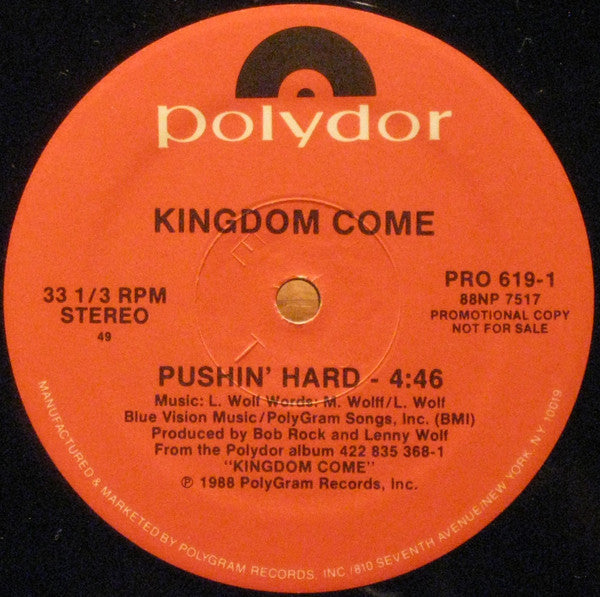 polydor
KINGDOM COME
33 1/3 RPM
STEREO
49
PRO 619-1
88NP 7517
PROMOTIONAL COPY
NOT FOR SALE
PUSHIN' HARD - 4:46
Music: L. Wolf Words: M. Wolff/L. Wolf
Blue Vision Music/PolyGram Songs, Inc. (BMI)
Produced by Bob Rock and Lenny Wolf
From the Polydor album 422 835 368-1
"KINGDOM COME"
℗ 1988 PolyGram Records, Inc.
MANUFACTURED & MARKETED BY POLYGRAM RECORDS, INC /810 SEVENTH AVENUE/NEW YORK, N.Y. 10019